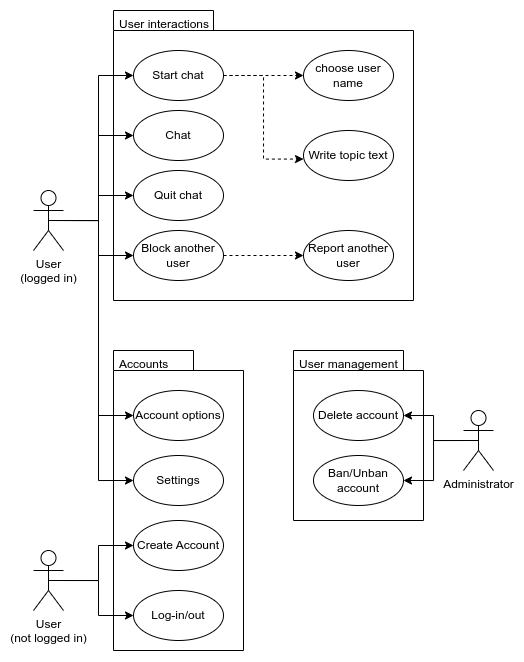 User interactions
Start chat
choose user
name
Chat
Write topic text
Quit chat
User
(logged in)
Block another
user
Report another
user
Accounts
User management
Account options
Delete account
Settings
Ban/Unban
account
Administrator
Create Account
Log-in/out
User
(not logged in)